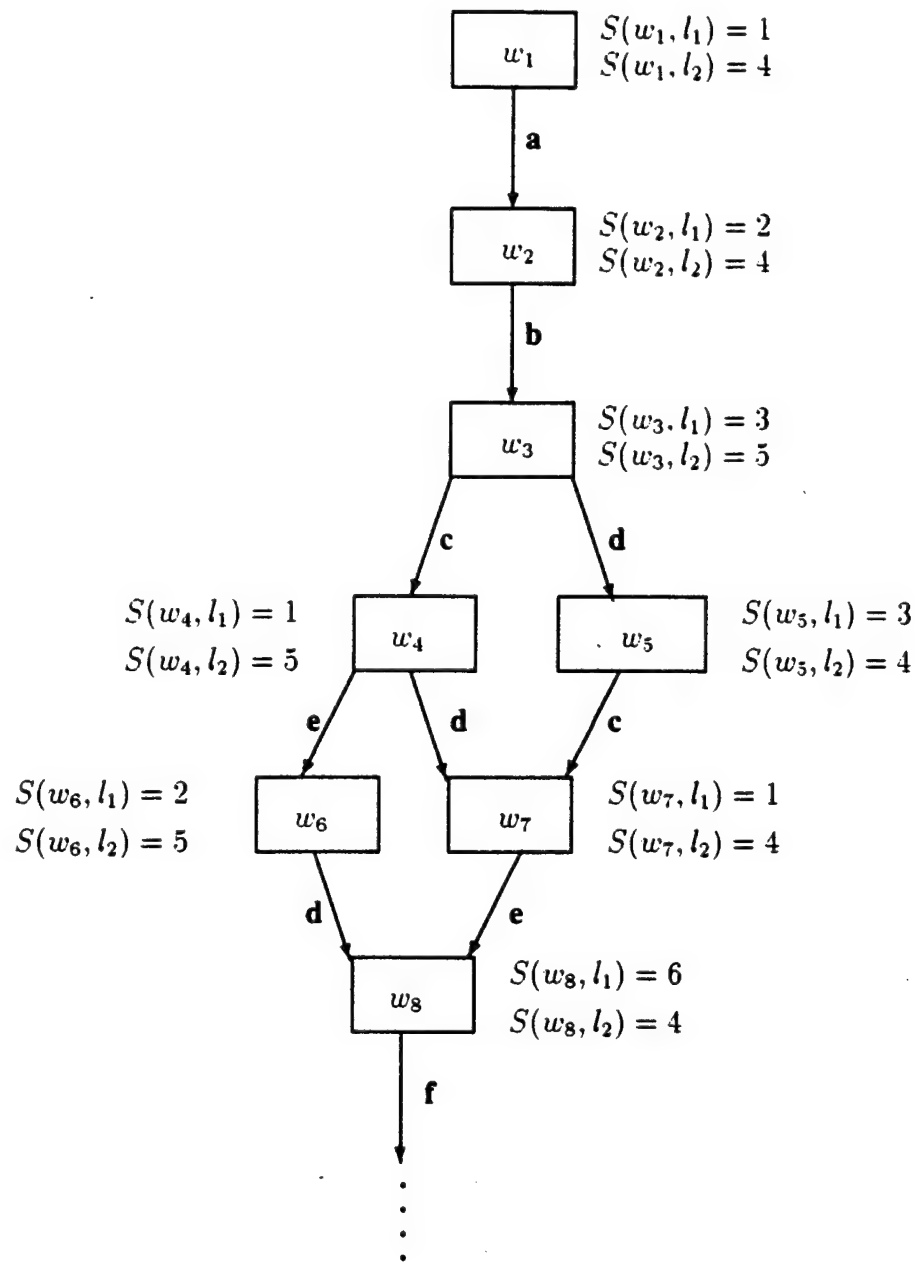 w₁
S(w₁, l₁) = 1
S(w₁, l₂) = 4
a
w₂
S(w₂, l₁) = 2
S(w₂, l₂) = 4
b
w₃
S(w₃, l₁) = 3
S(w₃, l₂) = 5
c
d
S(w₄, l₁) = 1
S(w₄, l₂) = 5
w₄
w₅
S(w₅, l₁) = 3
S(w₅, l₂) = 4
e
d
c
S(w₆, l₁) = 2
S(w₆, l₂) = 5
w₆
w₇
S(w₇, l₁) = 1
S(w₇, l₂) = 4
d
e
w₈
S(w₈, l₁) = 6
S(w₈, l₂) = 4
f